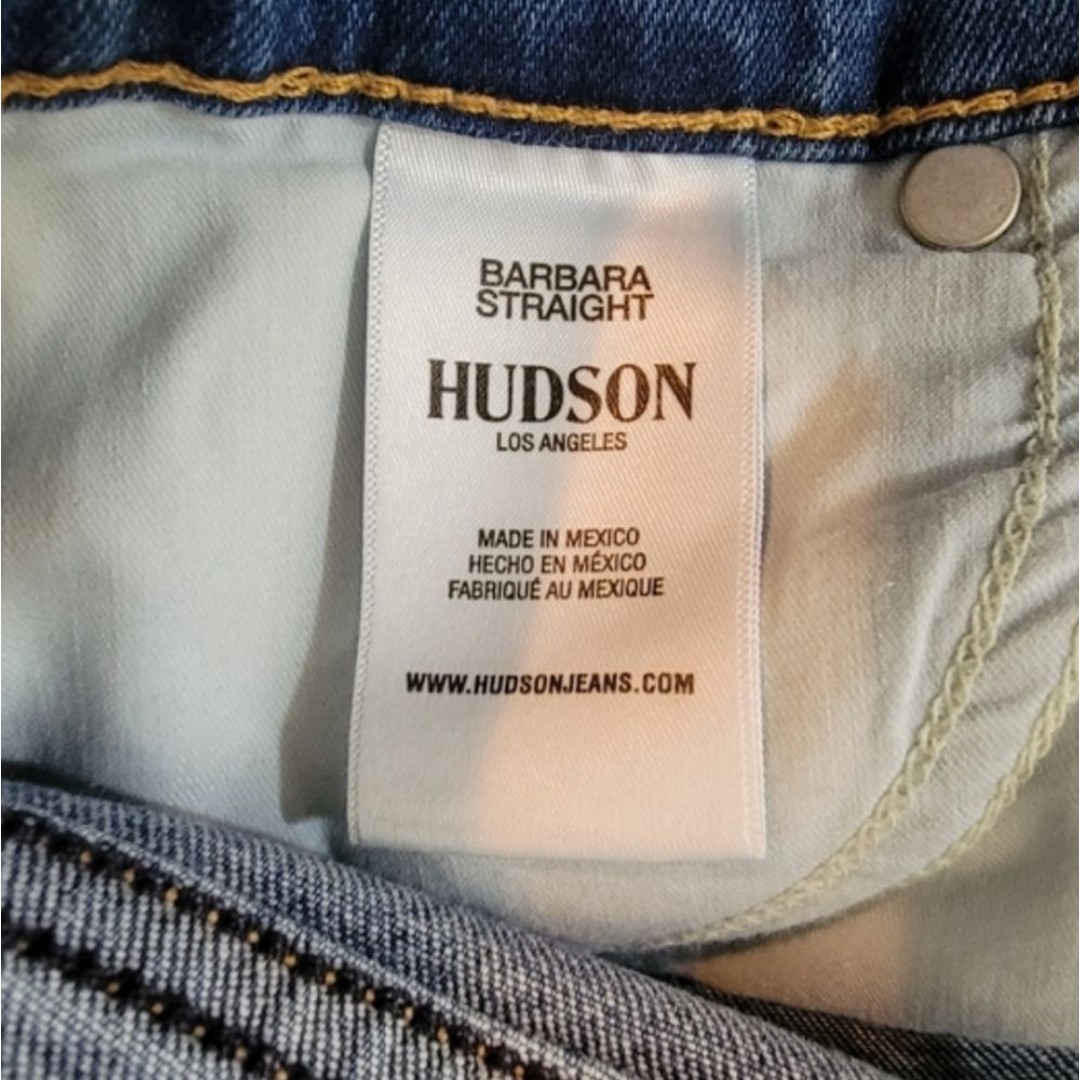 BARBARA
STRAIGHT
HUDSON
LOS ANGELES
MADE IN MEXICO
HECHO EN MÉXICO
FABRIQUÉ AU MEXIQUE
WWW.HUDSONJEANS.COM